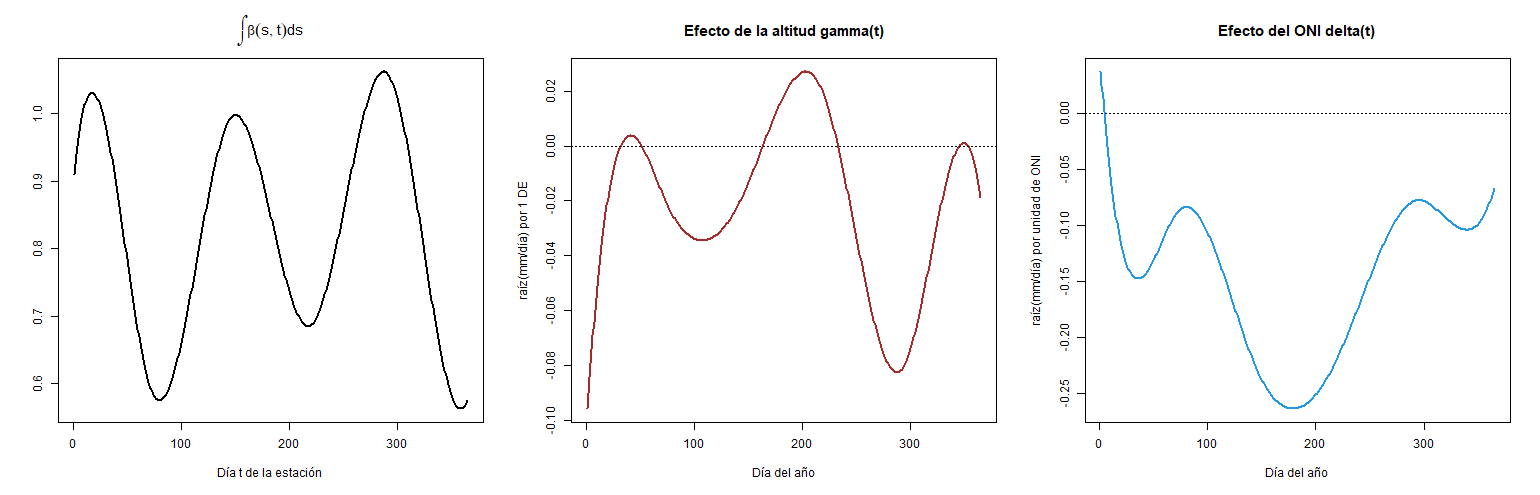 ∫β(s, t)ds
1.0
0.9
0.8
0.7
0.6
0 100 200 300
Día t de la estación
Efecto de la altitud gamma(t)
raíz(mm/día) por 1 DE
0.02
0.00
-0.02
-0.04
-0.06
-0.08
-0.10
0 100 200 300
Día del año
Efecto del ONI delta(t)
raíz(mm/día) por unidad de ONI
0.00
-0.05
-0.10
-0.15
-0.20
-0.25
0 100 200 300
Día del año